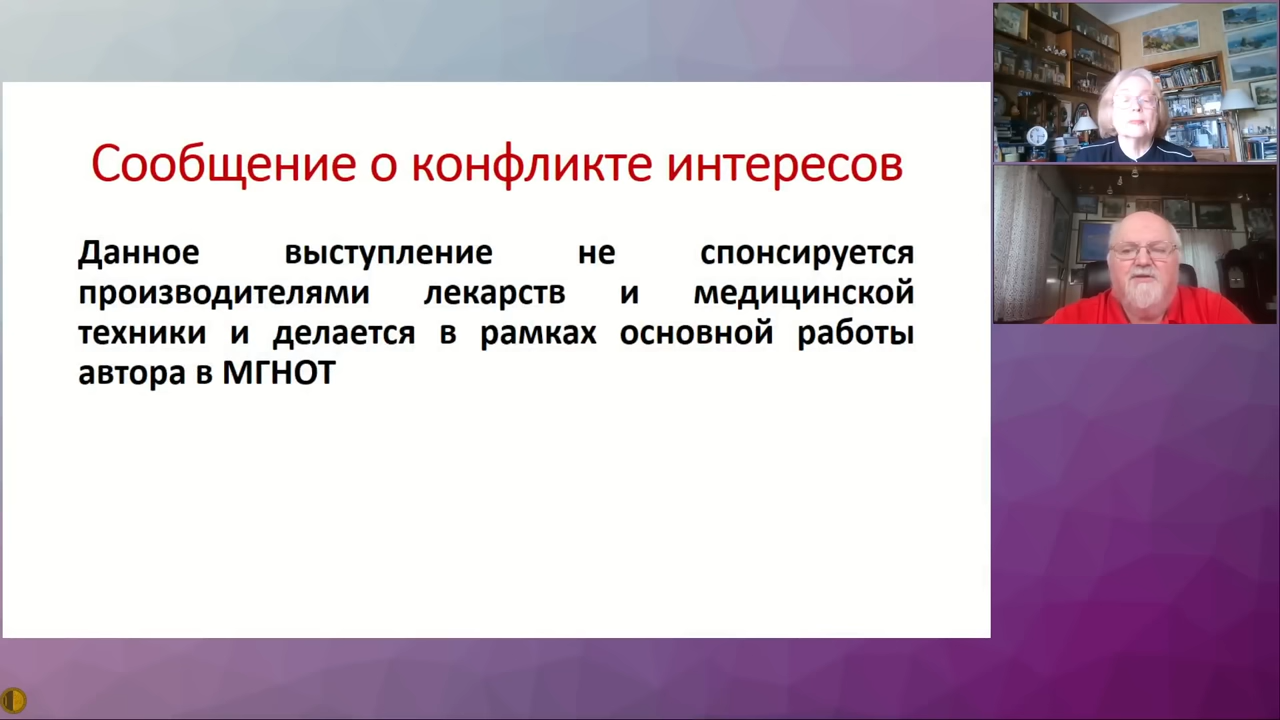 Сообщение о конфликте интересов
Данное выступление не спонсируется
производителями лекарств и медицинской
техники и делается в рамках основной работы
автора в МГНОТ